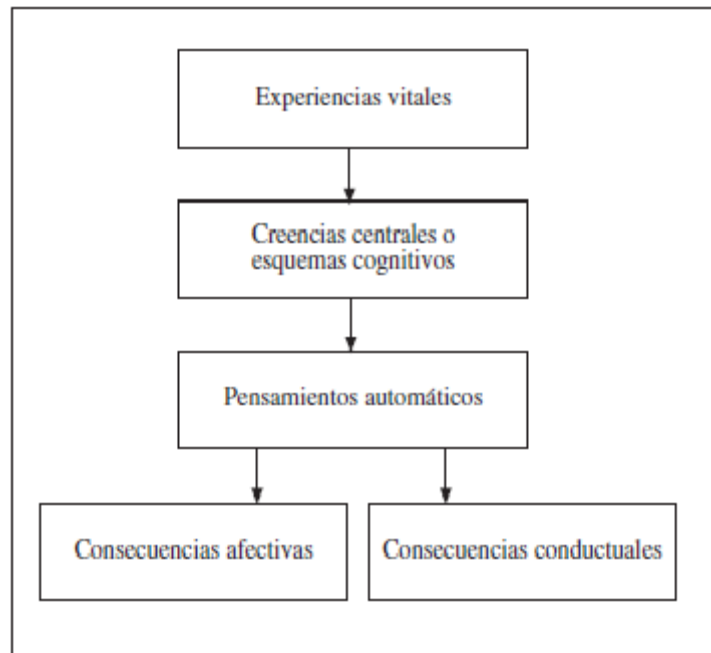 Experiencias vitales
Creencias centrales o
esquemas cognitivos
Pensamientos automáticos
Consecuencias afectivas
Consecuencias conductuales